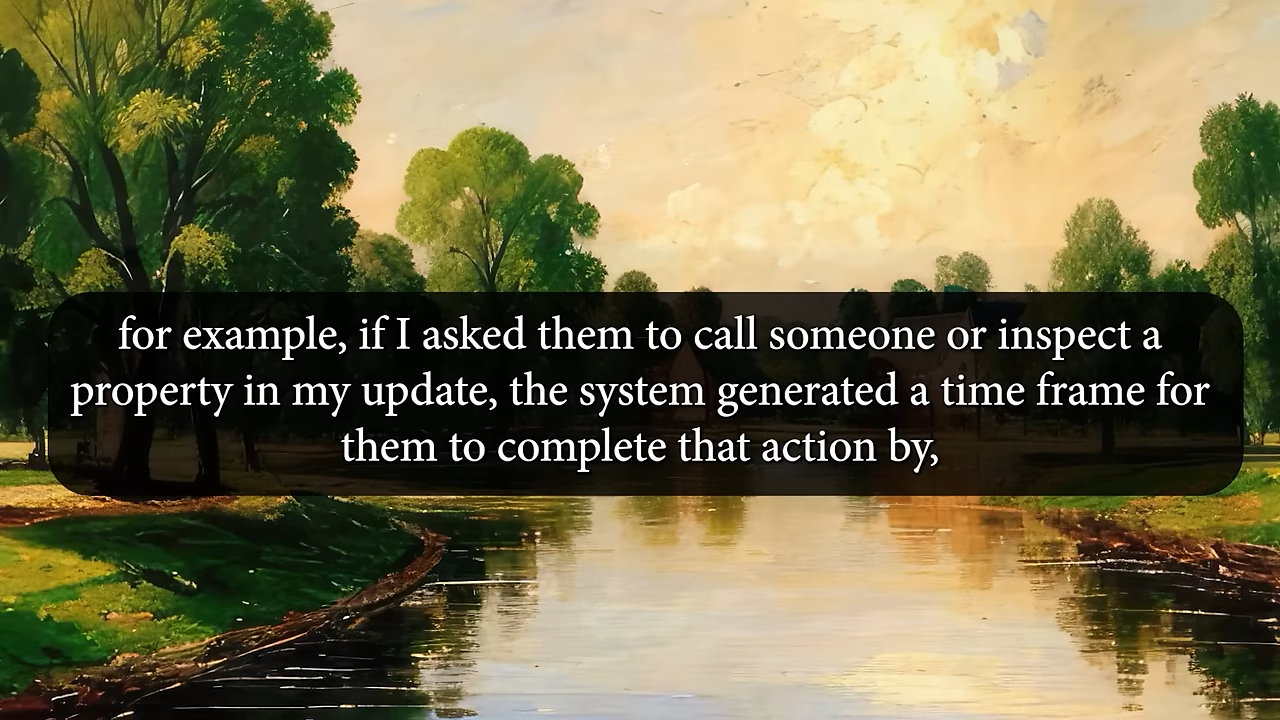 for example, if I asked them to call someone or inspect a
property in my update, the system generated a time frame for
them to complete that action by,